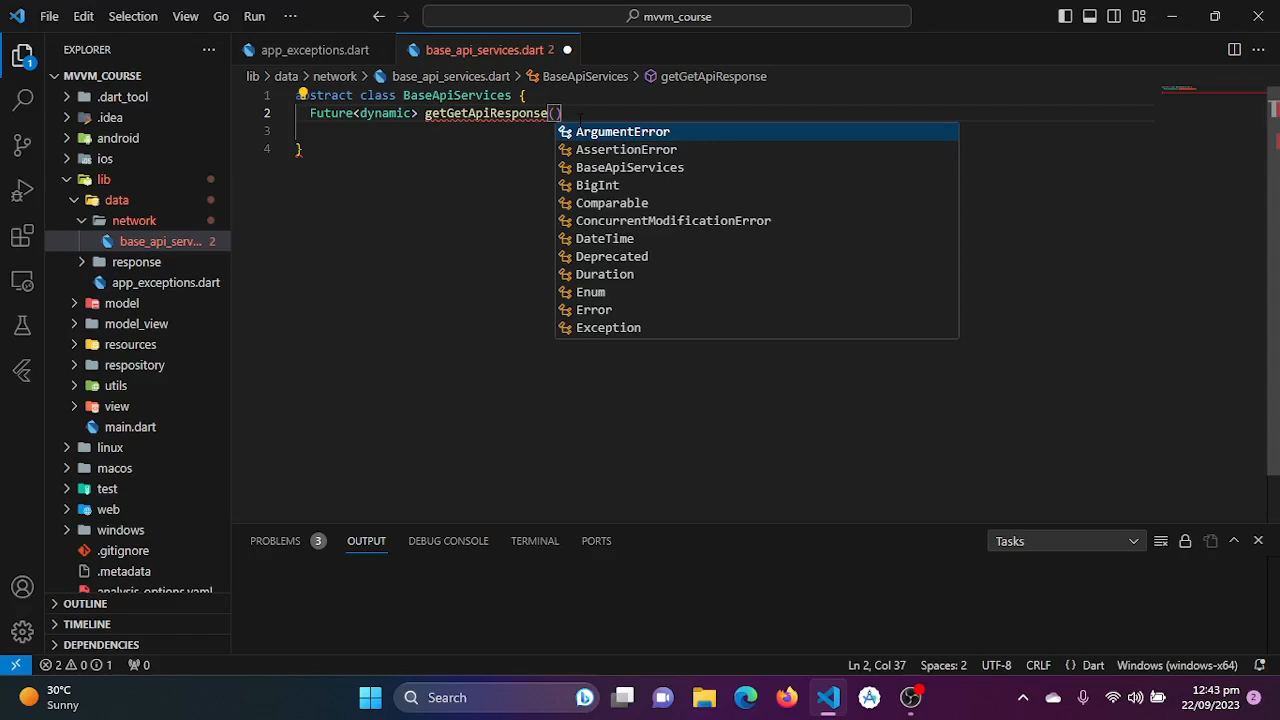 File Edit Selection View Go Run ··· mvvm_course
EXPLORER ···
app_exceptions.dart base_api_services.dart 2
lib > data > network > base_api_services.dart > BaseApiServices > getGetApiResponse
MVVM_COURSE
.dart_tool
.idea
android
ios
lib
data
network
base_api_serv... 2
response
app_exceptions.dart
model
model_view
resources
respository
utils
view
main.dart
linux
macos
test
web
windows
.gitignore
.metadata
analysis_options.yaml
OUTLINE
TIMELINE
DEPENDENCIES
1 abstract class BaseApiServices {
2 Future<dynamic> getGetApiResponse()
3
4 }
ArgumentError
AssertionError
BaseApiServices
BigInt
Comparable
ConcurrentModificationError
DateTime
Deprecated
Duration
Enum
Error
Exception
PROBLEMS 3 OUTPUT DEBUG CONSOLE TERMINAL PORTS Tasks
1
2 0 1 0 Ln 2, Col 37 Spaces: 2 UTF-8 CRLF {} Dart Windows (windows-x64)
30°C
Sunny
Search
12:43 pm
22/09/2023
2